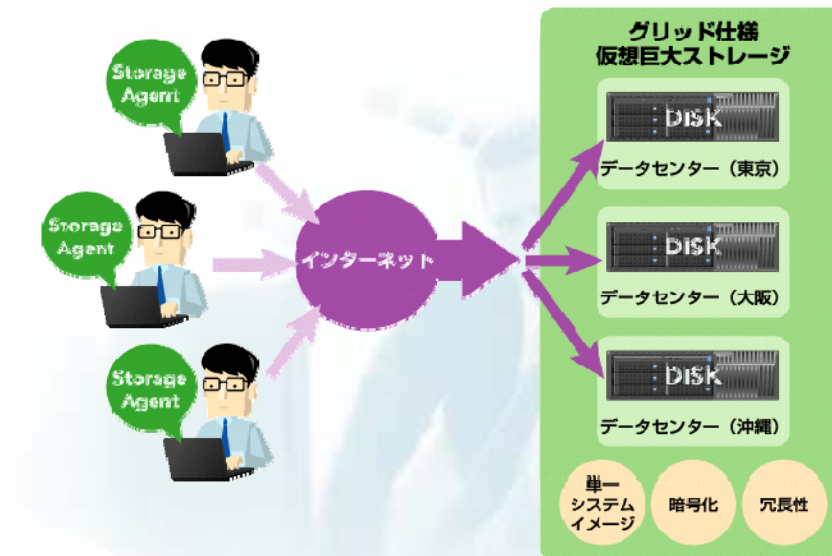 Storage
Agent
Storage
Agent
Storage
Agent
インターネット
グリッド仕様
仮想巨大ストレージ
DISK
データセンター（東京）
DISK
データセンター（大阪）
DISK
データセンター（沖縄）
単一
システム
イメージ
暗号化
冗長性